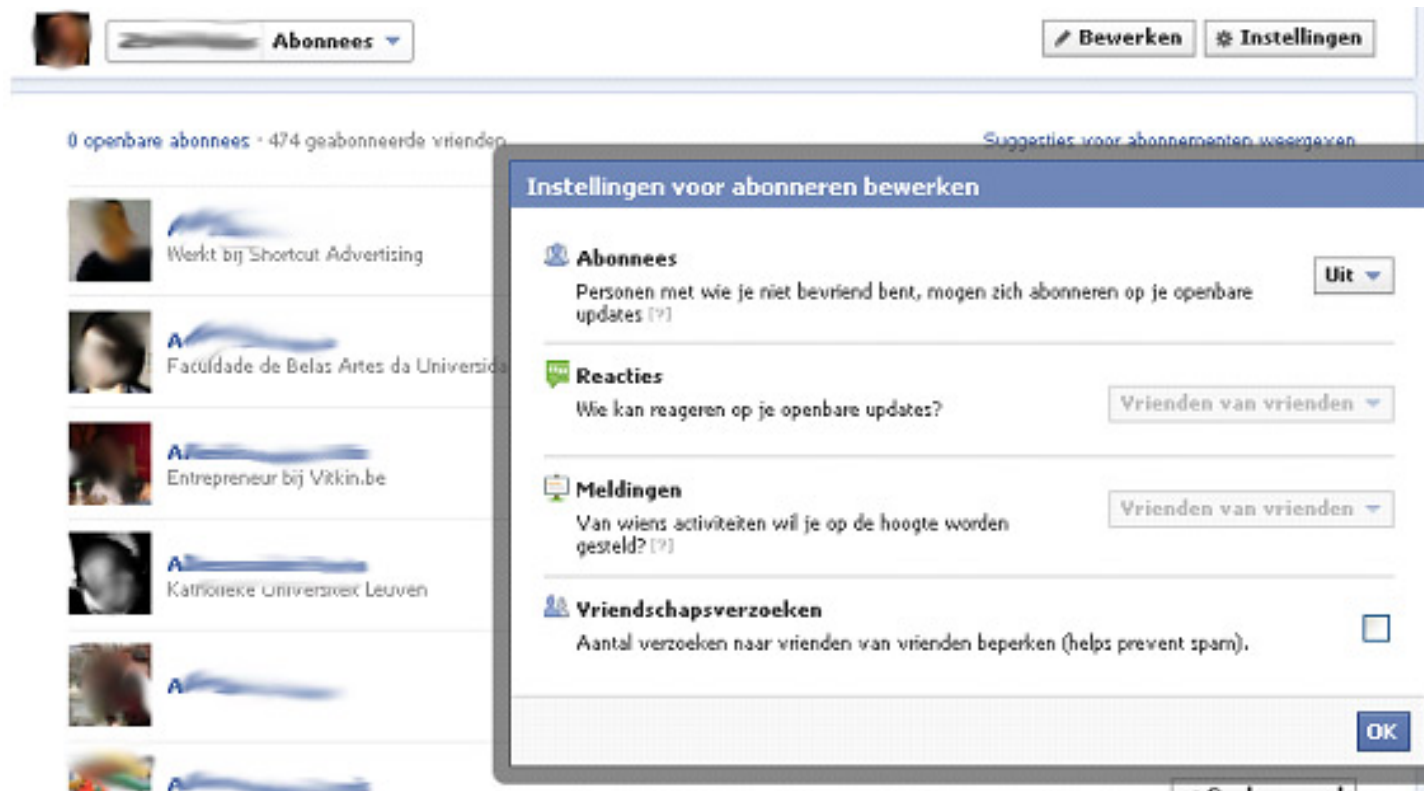 Abonnees
Bewerken
Instellingen
0 openbare abonnees · 474 geabonneerde vrienden
Suggesties voor abonnementen weergeven
Werkt bij Shortcut Advertising
A
Faculdade de Belas Artes da
A
Entrepreneur bij Vitkin.be
A
Katholieke Universiteit Leuven
A
A
Instellingen voor abonneren bewerken
Abonnees
Uit
Personen met wie je niet bevriend bent, mogen zich abonneren op je openbare
updates [?]
Reacties
Wie kan reageren op je openbare updates?
Vrienden van vrienden
Meldingen
Van wiens activiteiten wil je op de hoogte worden
gesteld? [?]
Vrienden van vrienden
Vriendschapsverzoeken
Aantal verzoeken naar vrienden van vrienden beperken (helps prevent spam).
OK